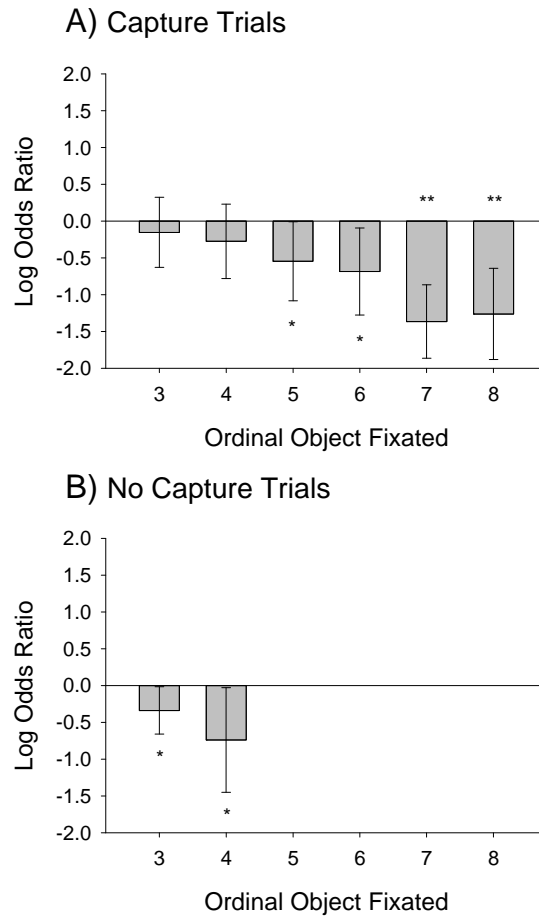 A) Capture Trials
2.0
1.5
1.0
0.5
** **
0.0
-0.5
-1.0
* *
-1.5
-2.0
3 4 5 6 7 8
Log Odds Ratio
Ordinal Object Fixated
B) No Capture Trials
2.0
1.5
1.0
0.5
0.0
-0.5
*
-1.0
-1.5
*
-2.0
3 4 5 6 7 8
Log Odds Ratio
Ordinal Object Fixated